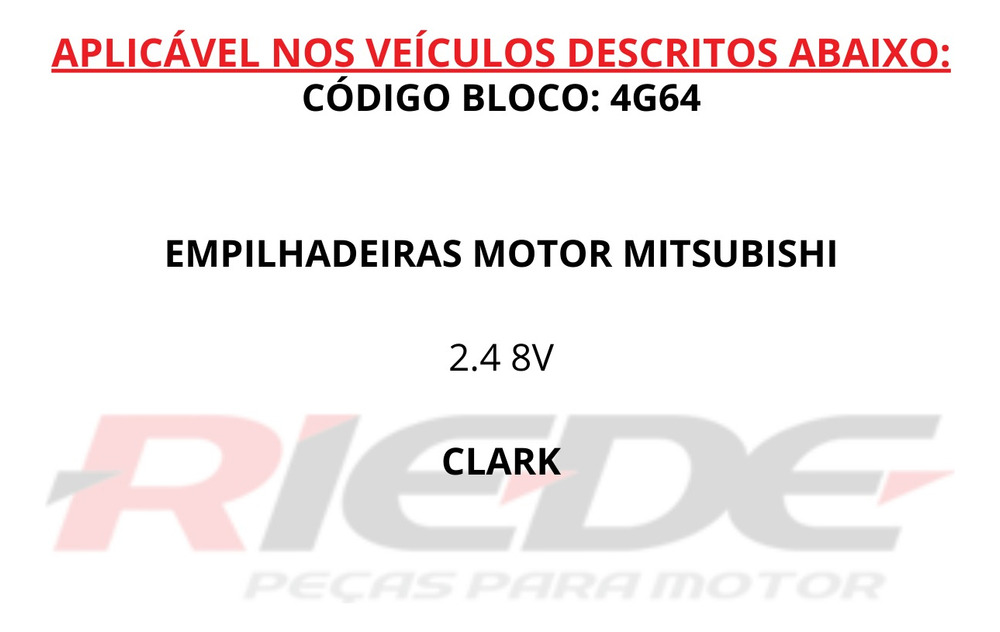 APLICÁVEL NOS VEÍCULOS DESCRITOS ABAIXO:
CÓDIGO BLOCO: 4G64
EMPILHADEIRAS MOTOR MITSUBISHI
2.4 8V
CLARK
RIEDE
PEÇAS PARA MOTOR